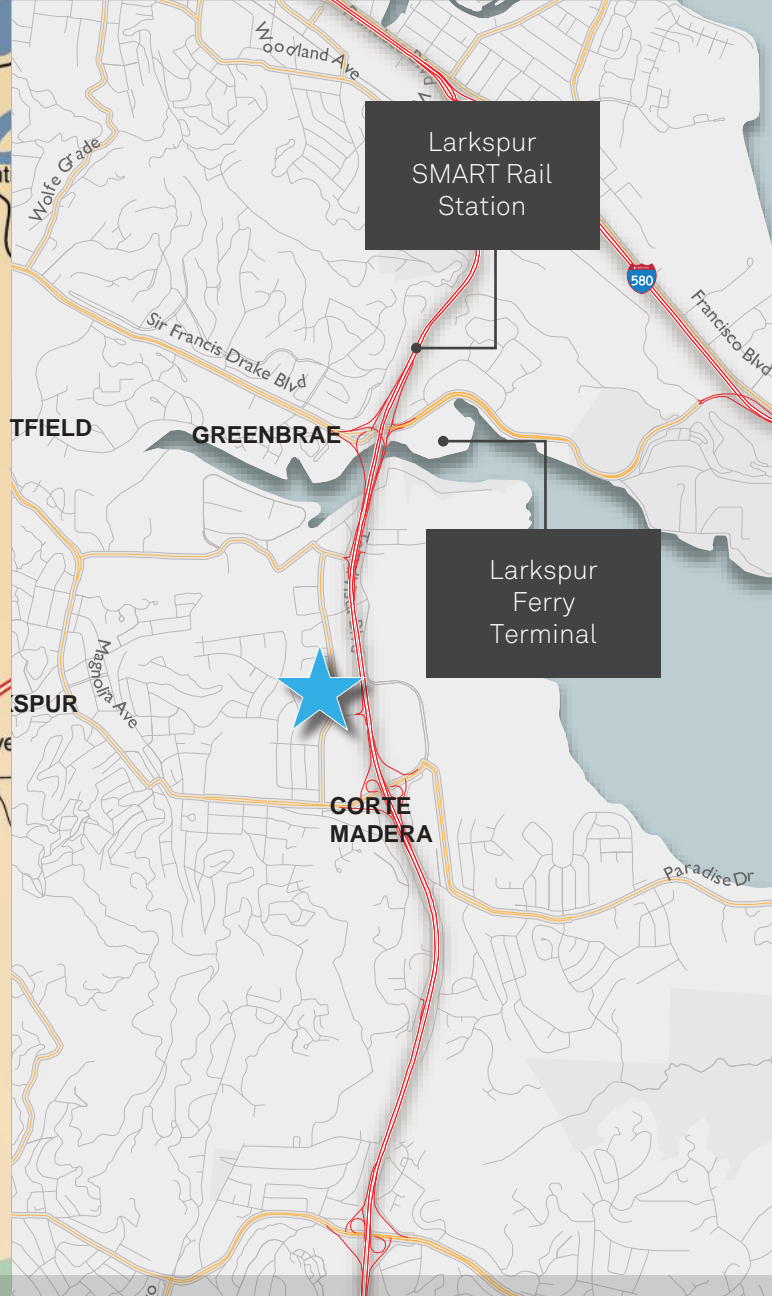 Woodland Ave
Wolfe Grade
Larkspur
SMART Rail
Station
580
Francisco Blvd
Sir Francis Drake Blvd
TFIELD
GREENBRAE
Larkspur
Ferry
Terminal
Magnolia Ave
KSPUR
CORTE
MADERA
Paradise Dr